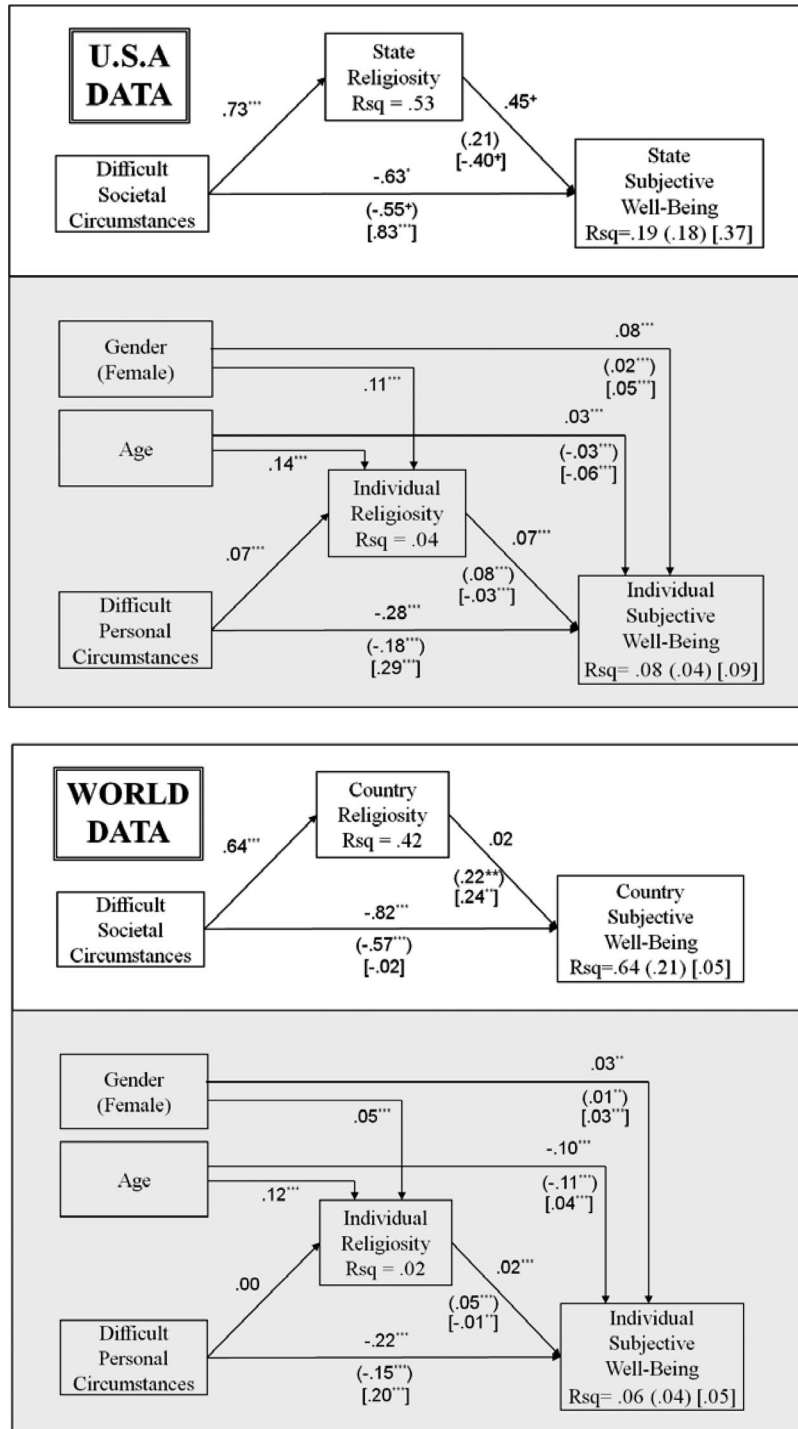 U.S.A
DATA
State
Religiosity
Rsq = .53
.73***
.45+
(.21)
[-.40+]
Difficult
Societal
Circumstances
-.63*
(-.55+)
[.83***]
State
Subjective
Well-Being
Rsq=.19 (.18) [.37]
Gender
(Female)
.08***
(.02***)
[.05***]
.11***
Age
.03***
(-.03***)
[-.06***]
.14***
Individual
Religiosity
Rsq = .04
.07***
.07***
(.08***)
[-.03***]
Difficult
Personal
Circumstances
-.28***
(-.18***)
[.29***]
Individual
Subjective
Well-Being
Rsq= .08 (.04) [.09]
WORLD
DATA
Country
Religiosity
Rsq = .42
.64***
.02
(.22**)
[.24**]
Difficult
Societal
Circumstances
-.82***
(-.57***)
[-.02]
Country
Subjective
Well-Being
Rsq=.64 (.21) [.05]
Gender
(Female)
.03**
(.01**)
[.03***]
.05***
Age
-.10***
(-.11***)
[.04***]
.12***
Individual
Religiosity
Rsq = .02
.00
.02***
(.05***)
[-.01**]
Difficult
Personal
Circumstances
-.22***
(-.15***)
[.20***]
Individual
Subjective
Well-Being
Rsq= .06 (.04) [.05]